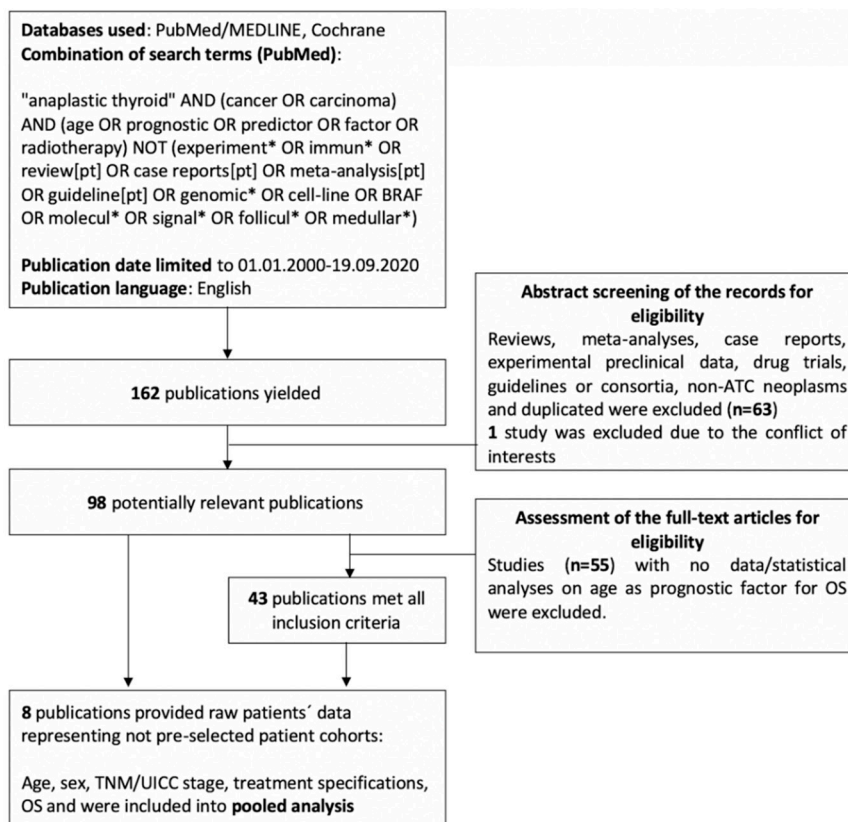 Databases used: PubMed/MEDLINE, Cochrane
Combination of search terms (PubMed):
"anaplastic thyroid" AND (cancer OR carcinoma)
AND (age OR prognostic OR predictor OR factor OR
radiotherapy) NOT (experiment* OR immun* OR
review[pt] OR case reports[pt] OR meta-analysis[pt]
OR guideline[pt] OR genomic* OR cell-line OR BRAF
OR molecul* OR signal* OR follicul* OR medullar*)
Publication date limited to 01.01.2000-19.09.2020
Publication language: English
Abstract screening of the records for
eligibility
Reviews, meta-analyses, case reports,
experimental preclinical data, drug trials,
guidelines or consortia, non-ATC neoplasms
and duplicated were excluded (n=63)
1 study was excluded due to the conflict of
interests
162 publications yielded
98 potentially relevant publications
Assessment of the full-text articles for
eligibility
Studies (n=55) with no data/statistical
analyses on age as prognostic factor for OS
were excluded.
43 publications met all
inclusion criteria
8 publications provided raw patients´ data
representing not pre-selected patient cohorts:
Age, sex, TNM/UICC stage, treatment specifications,
OS and were included into pooled analysis